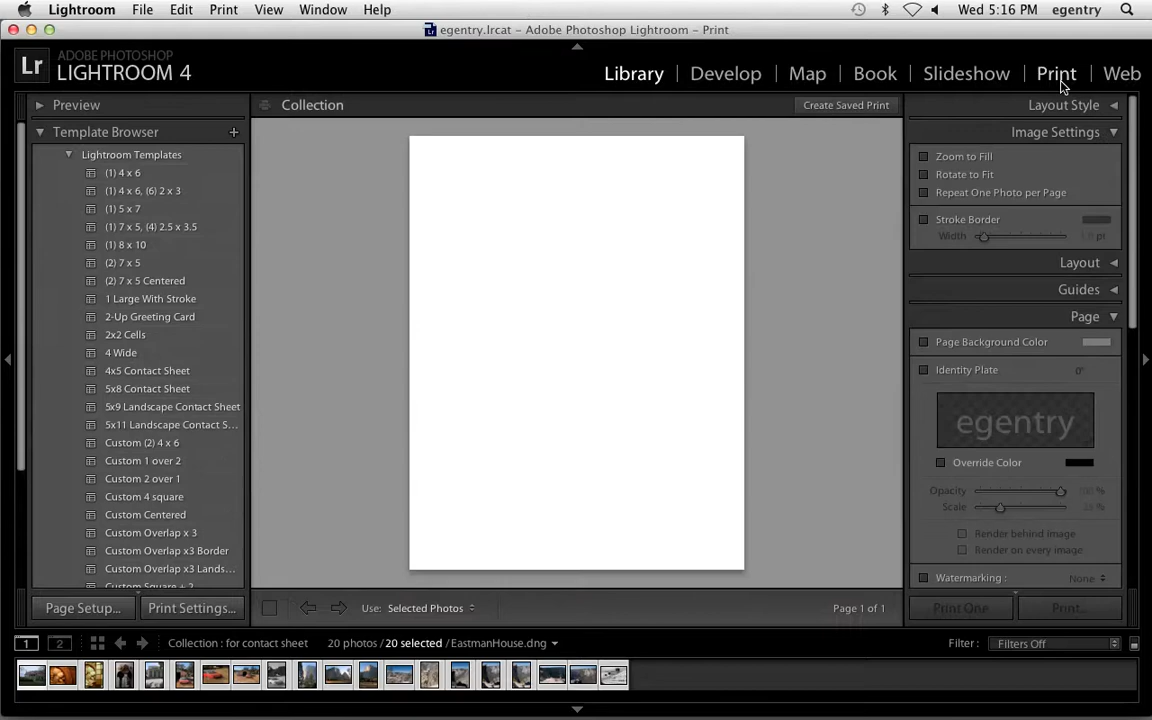 Lightroom File Edit Print View Window Help Wed 5:16 PM egentry
egentry.lrcat – Adobe Photoshop Lightroom – Print
Lr ADOBE PHOTOSHOP
LIGHTROOM 4
Library | Develop | Map | Book | Slideshow | Print | Web
Preview
Template Browser +
Lightroom Templates
(1) 4 x 6
(1) 4 x 6, (6) 2 x 3
(1) 5 x 7
(1) 7 x 5, (4) 2.5 x 3.5
(1) 8 x 10
(2) 7 x 5
(2) 7 x 5 Centered
1 Large With Stroke
2-Up Greeting Card
2x2 Cells
4 Wide
4x5 Contact Sheet
5x8 Contact Sheet
5x9 Landscape Contact Sheet
5x11 Landscape Contact S...
Custom (2) 4 x 6
Custom 1 over 2
Custom 2 over 1
Custom 4 square
Custom Centered
Custom Overlap x 3
Custom Overlap x3 Border
Custom Overlap x3 Lands...
Custom Square + 2
Page Setup... Print Settings...
Collection Create Saved Print
Use: Selected Photos Page 1 of 1
Layout Style
Image Settings
Zoom to Fill
Rotate to Fit
Repeat One Photo per Page
Stroke Border
Width pt
Layout
Guides
Page
Page Background Color
Identity Plate 0°
egentry
Override Color
Opacity %
Scale %
Render behind image
Render on every image
Watermarking : None
Print One Print...
1 2 Collection : for contact sheet 20 photos / 20 selected / EastmanHouse.dng Filter : Filters Off